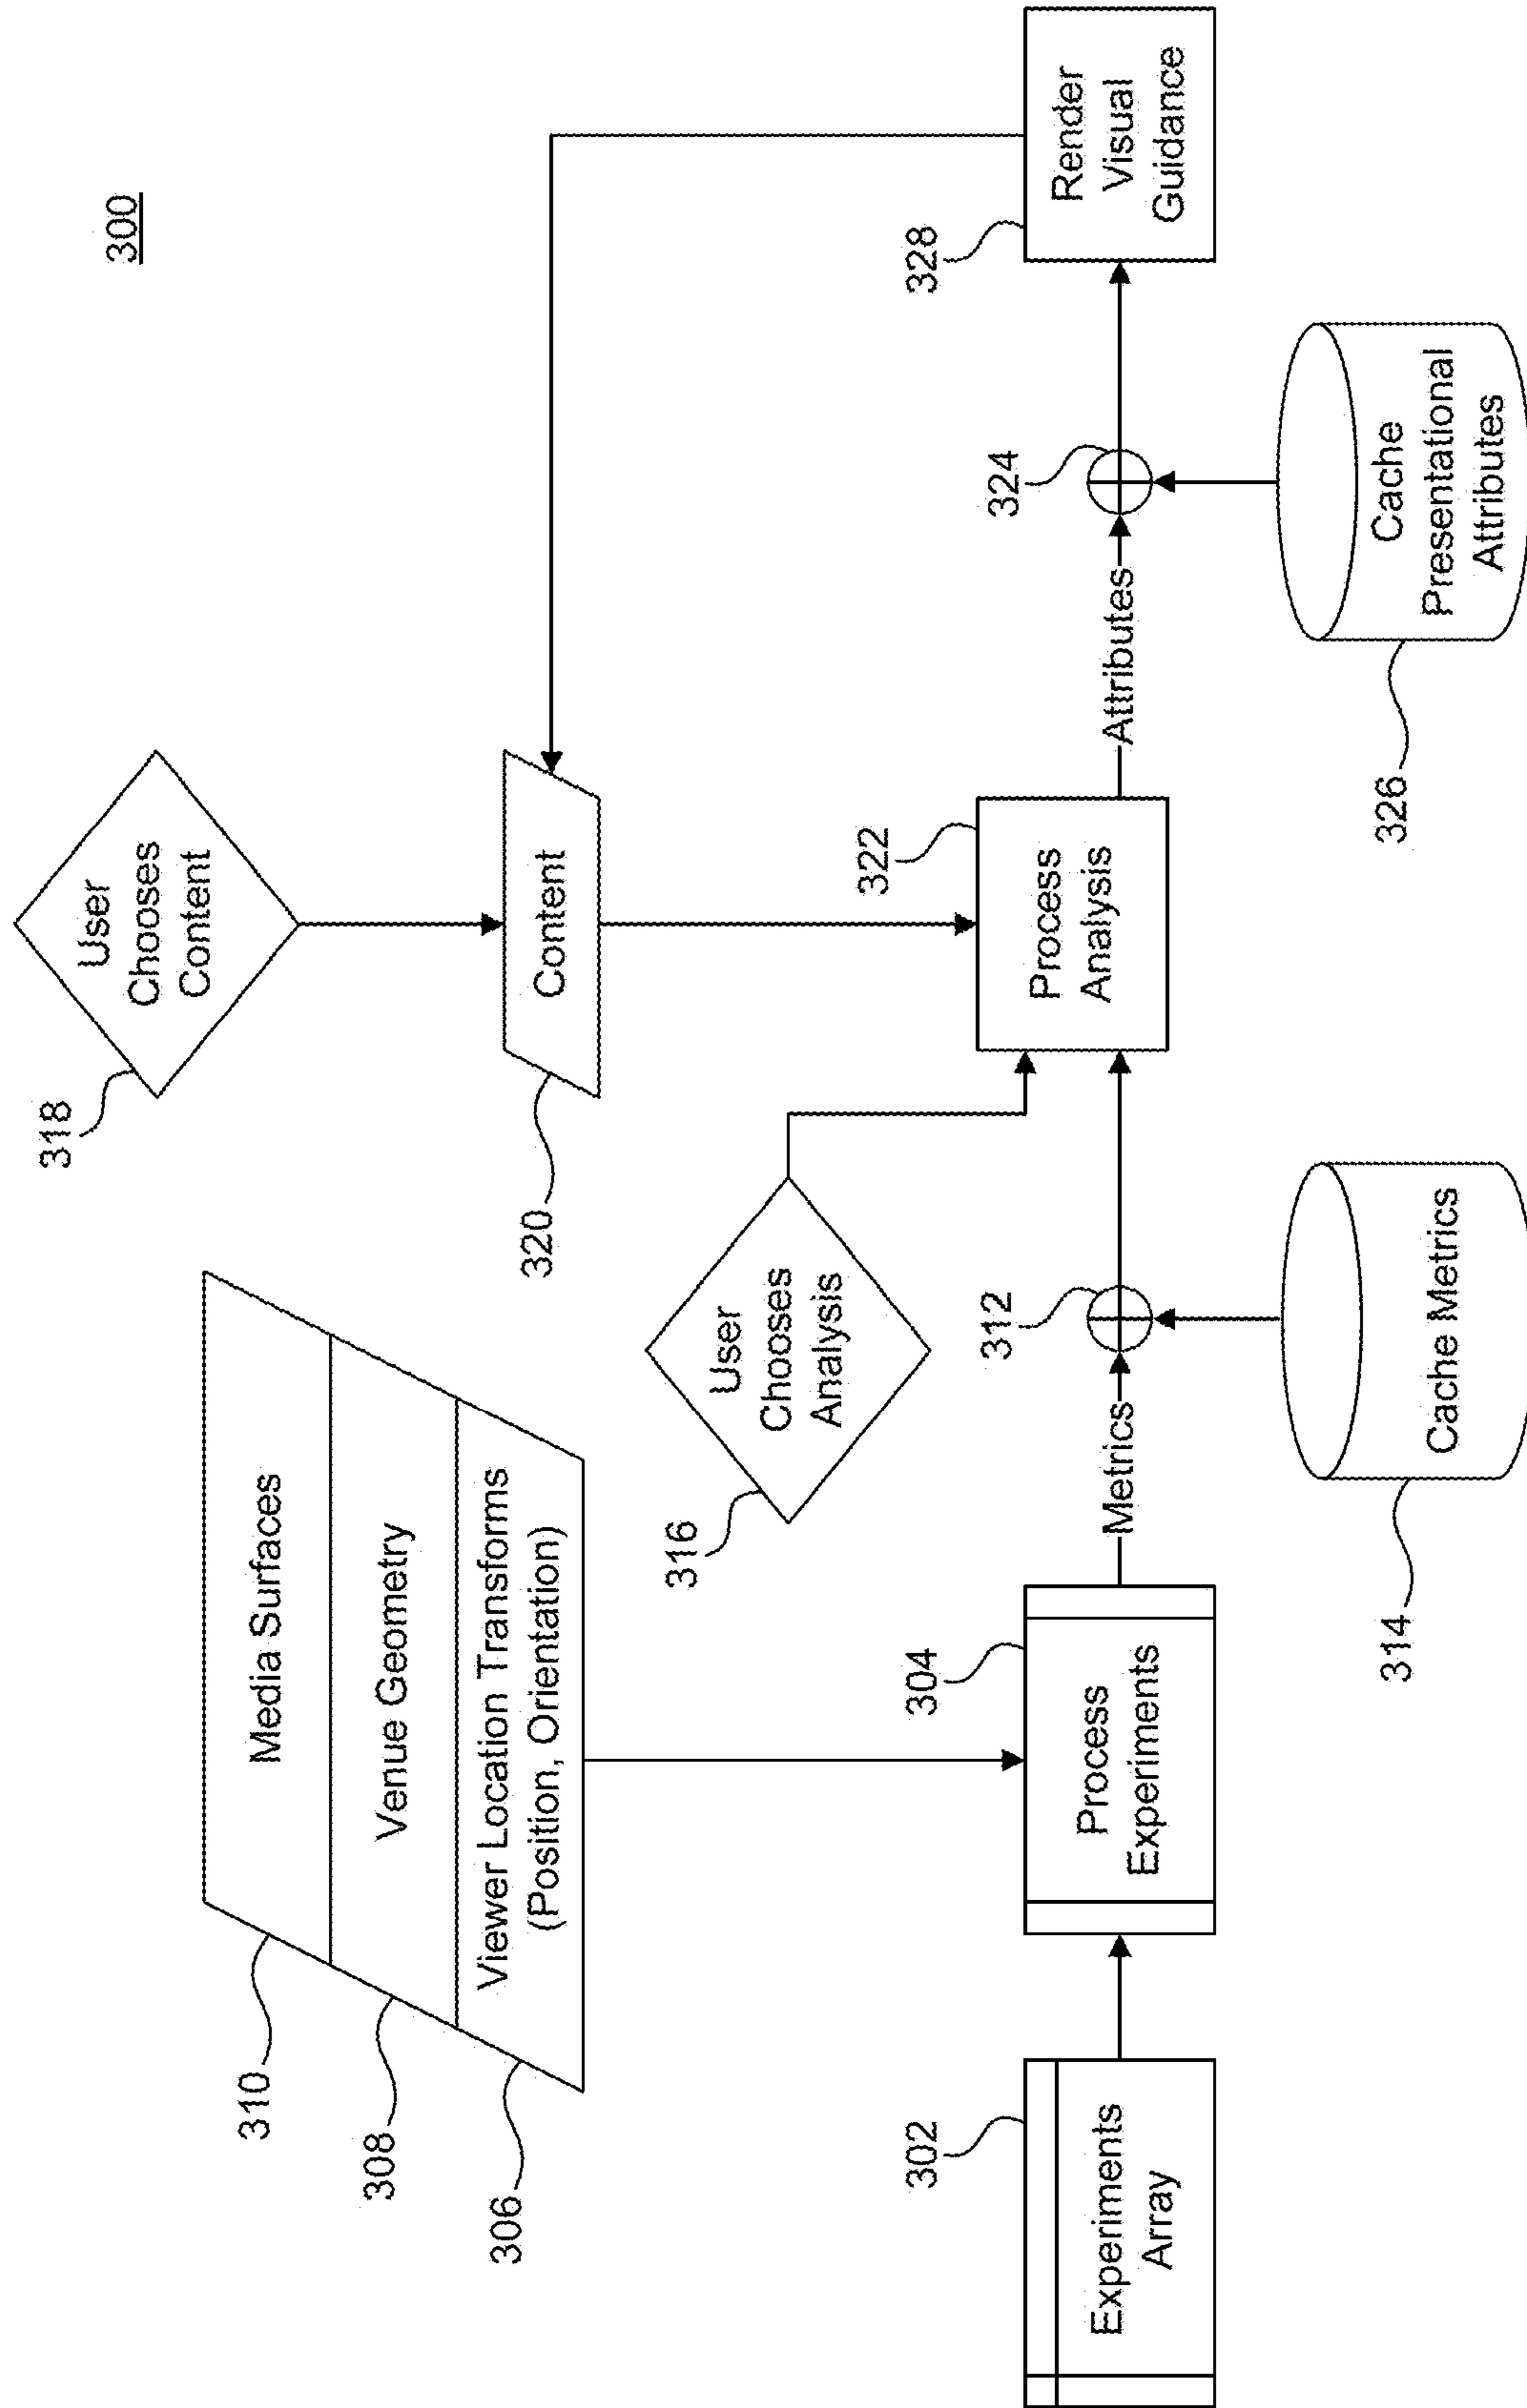 300
User
Chooses
Content
318
Media Surfaces
310
Venue Geometry
308
Viewer Location Transforms
(Position, Orientation)
306
Content
320
User
Chooses
Analysis
316
302
Experiments
Array
304
Process
Experiments
Metrics
312
Cache Metrics
314
322
Process
Analysis
Attributes
324
Cache
Presentational
Attributes
326
328
Render
Visual
Guidance